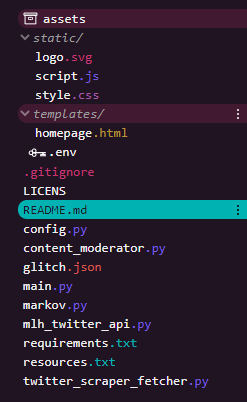 assets
static/
logo.svg
script.js
style.css
templates/
homepage.html
.env
.gitignore
LICENS
README.md
config.py
content_moderator.py
glitch.json
main.py
markov.py
mlh_twitter_api.py
requirements.txt
resources.txt
twitter_scraper_fetcher.py